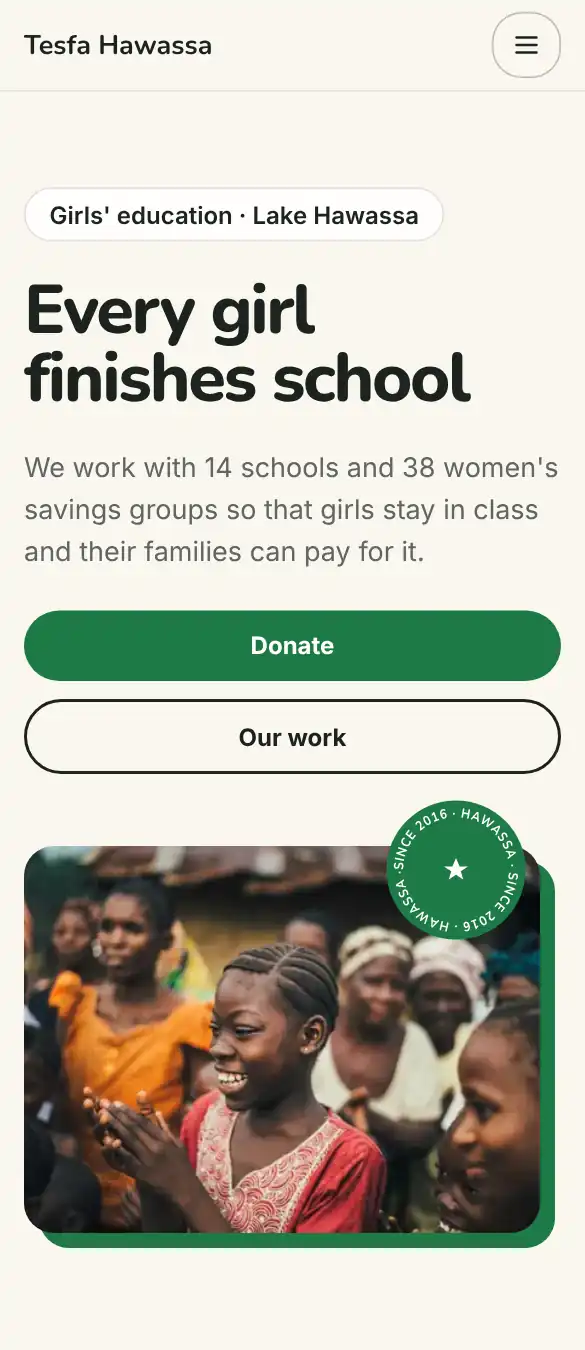 Tesfa Hawassa
Girls' education · Lake Hawassa
Every girl
finishes school
We work with 14 schools and 38 women's
savings groups so that girls stay in class
and their families can pay for it.
Donate
Our work
SINCE 2016 · HAWASSA · SINCE 2016 · HAWASSA ·